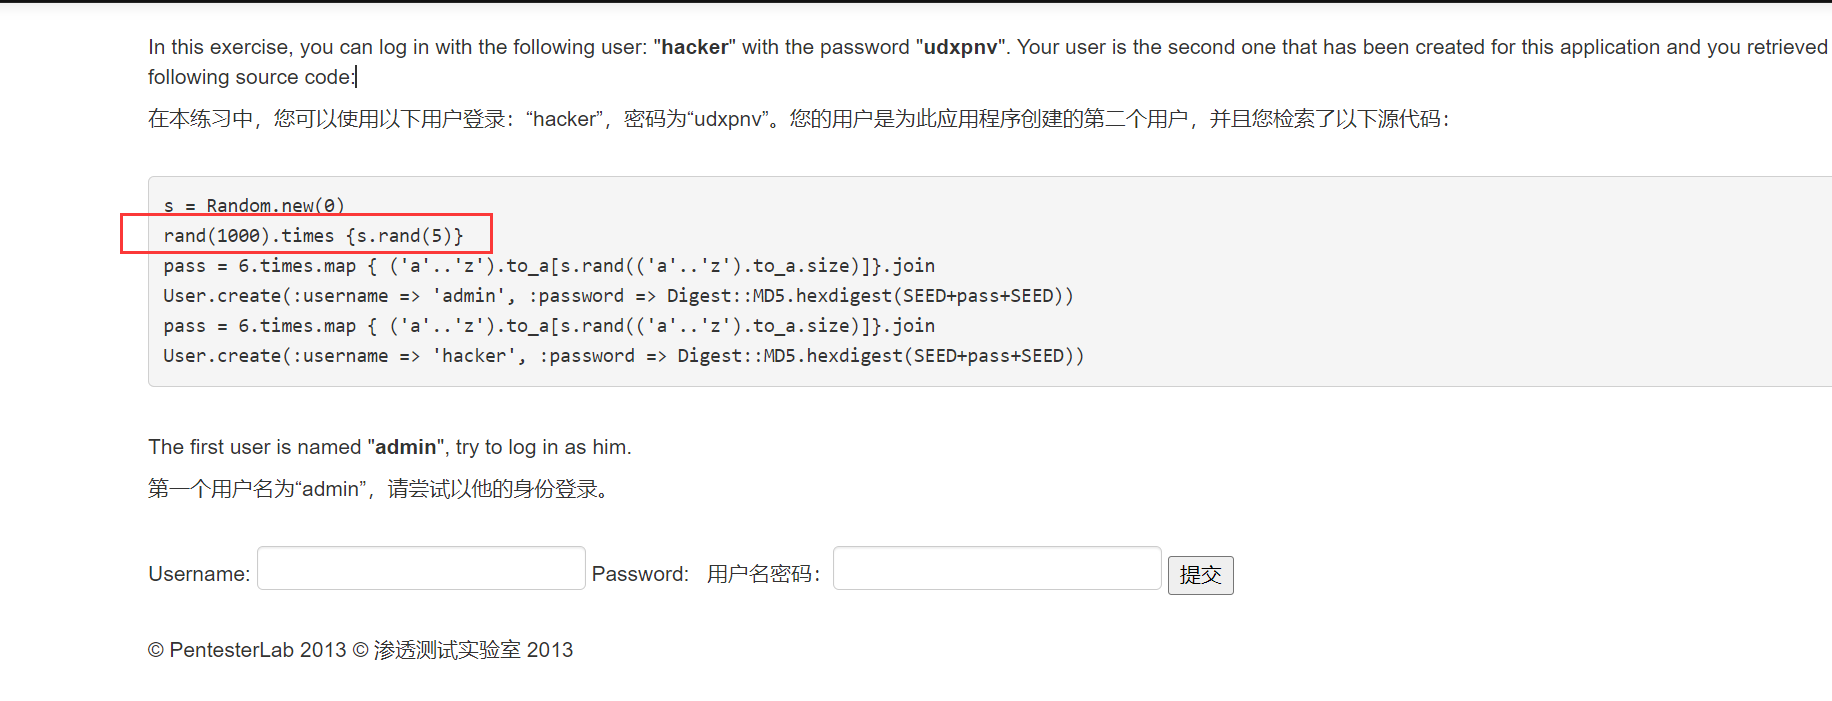 In this exercise, you can log in with the following user: "hacker" with the password "udxpnv". Your user is the second one that has been created for this application and you retrieved
following source code:
在本练习中，您可以使用以下用户登录：“hacker”，密码为“udxpnv”。您的用户是为此应用程序创建的第二个用户，并且您检索了以下源代码：
s = Random.new(0)
rand(1000).times {s.rand(5)}
pass = 6.times.map { ('a'..'z').to_a[s.rand(('a'..'z').to_a.size)]}.join
User.create(:username => 'admin', :password => Digest::MD5.hexdigest(SEED+pass+SEED))
pass = 6.times.map { ('a'..'z').to_a[s.rand(('a'..'z').to_a.size)]}.join
User.create(:username => 'hacker', :password => Digest::MD5.hexdigest(SEED+pass+SEED))
The first user is named "admin", try to log in as him.
第一个用户名为“admin”，请尝试以他的身份登录。
Username: Password: 用户名密码： 提交
© PentesterLab 2013 © 渗透测试实验室 2013